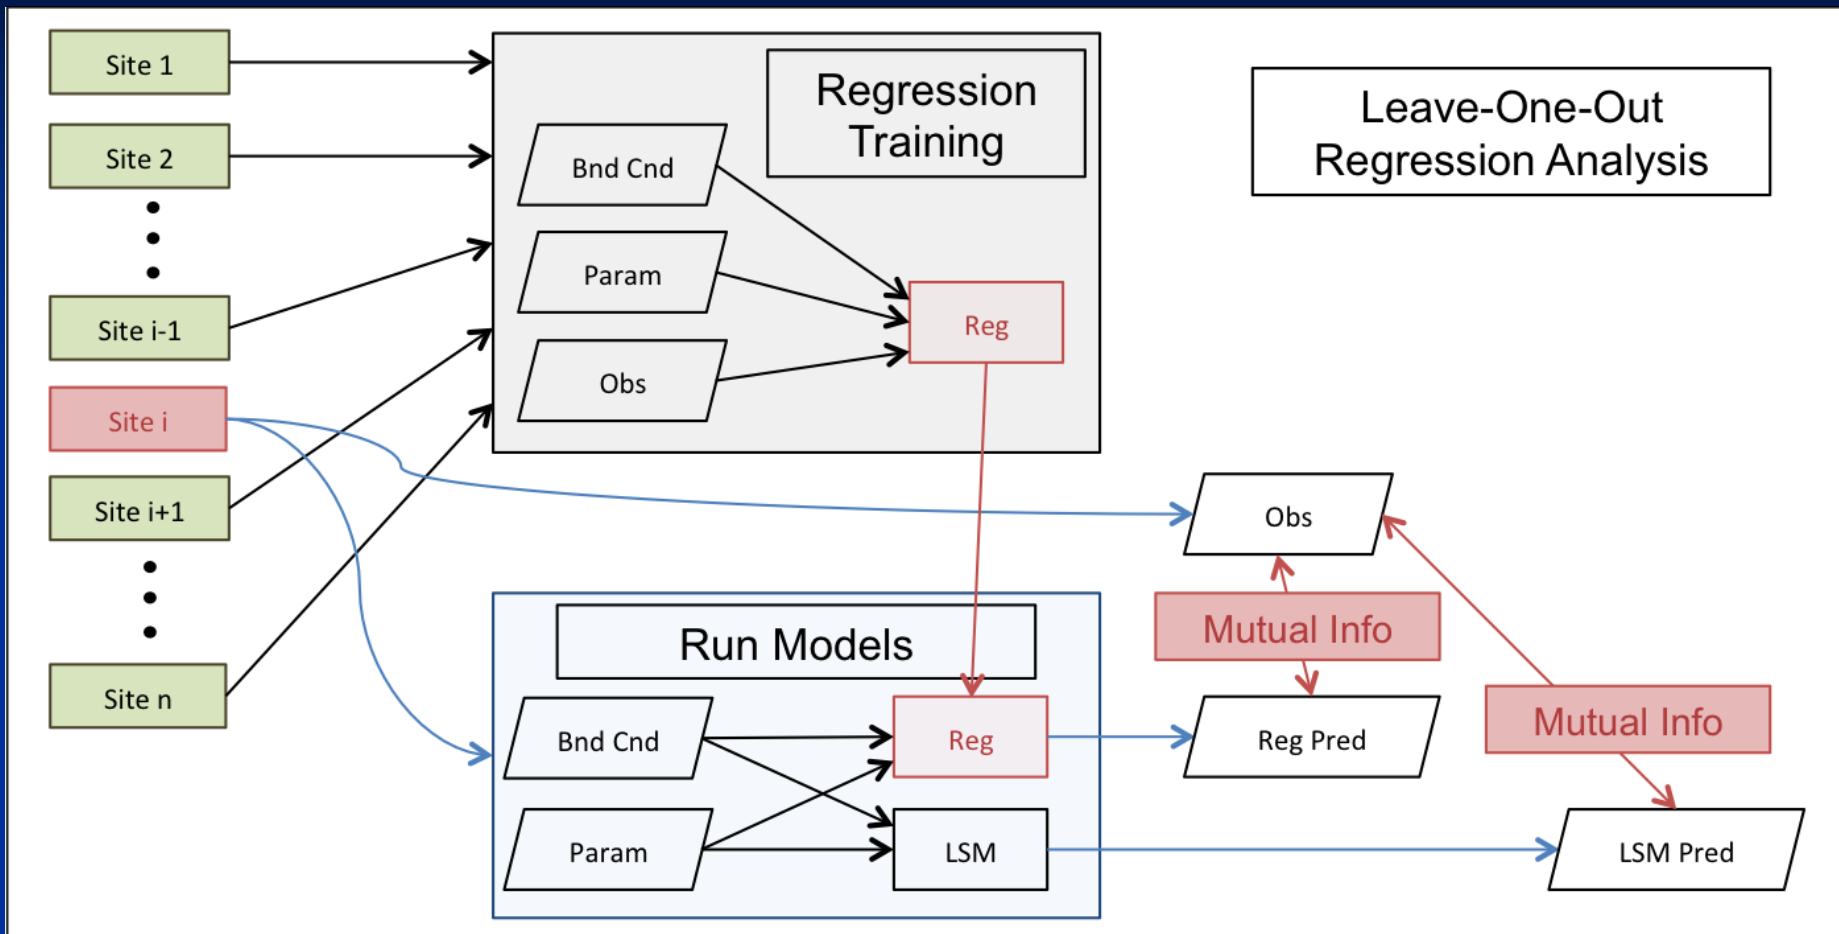 Site 1
Site 2
Site i-1
Site i
Site i+1
Site n
Regression
Training
Bnd Cnd
Param
Obs
Reg
Leave-One-Out
Regression Analysis
Run Models
Bnd Cnd
Param
Reg
LSM
Obs
Mutual Info
Reg Pred
Mutual Info
LSM Pred